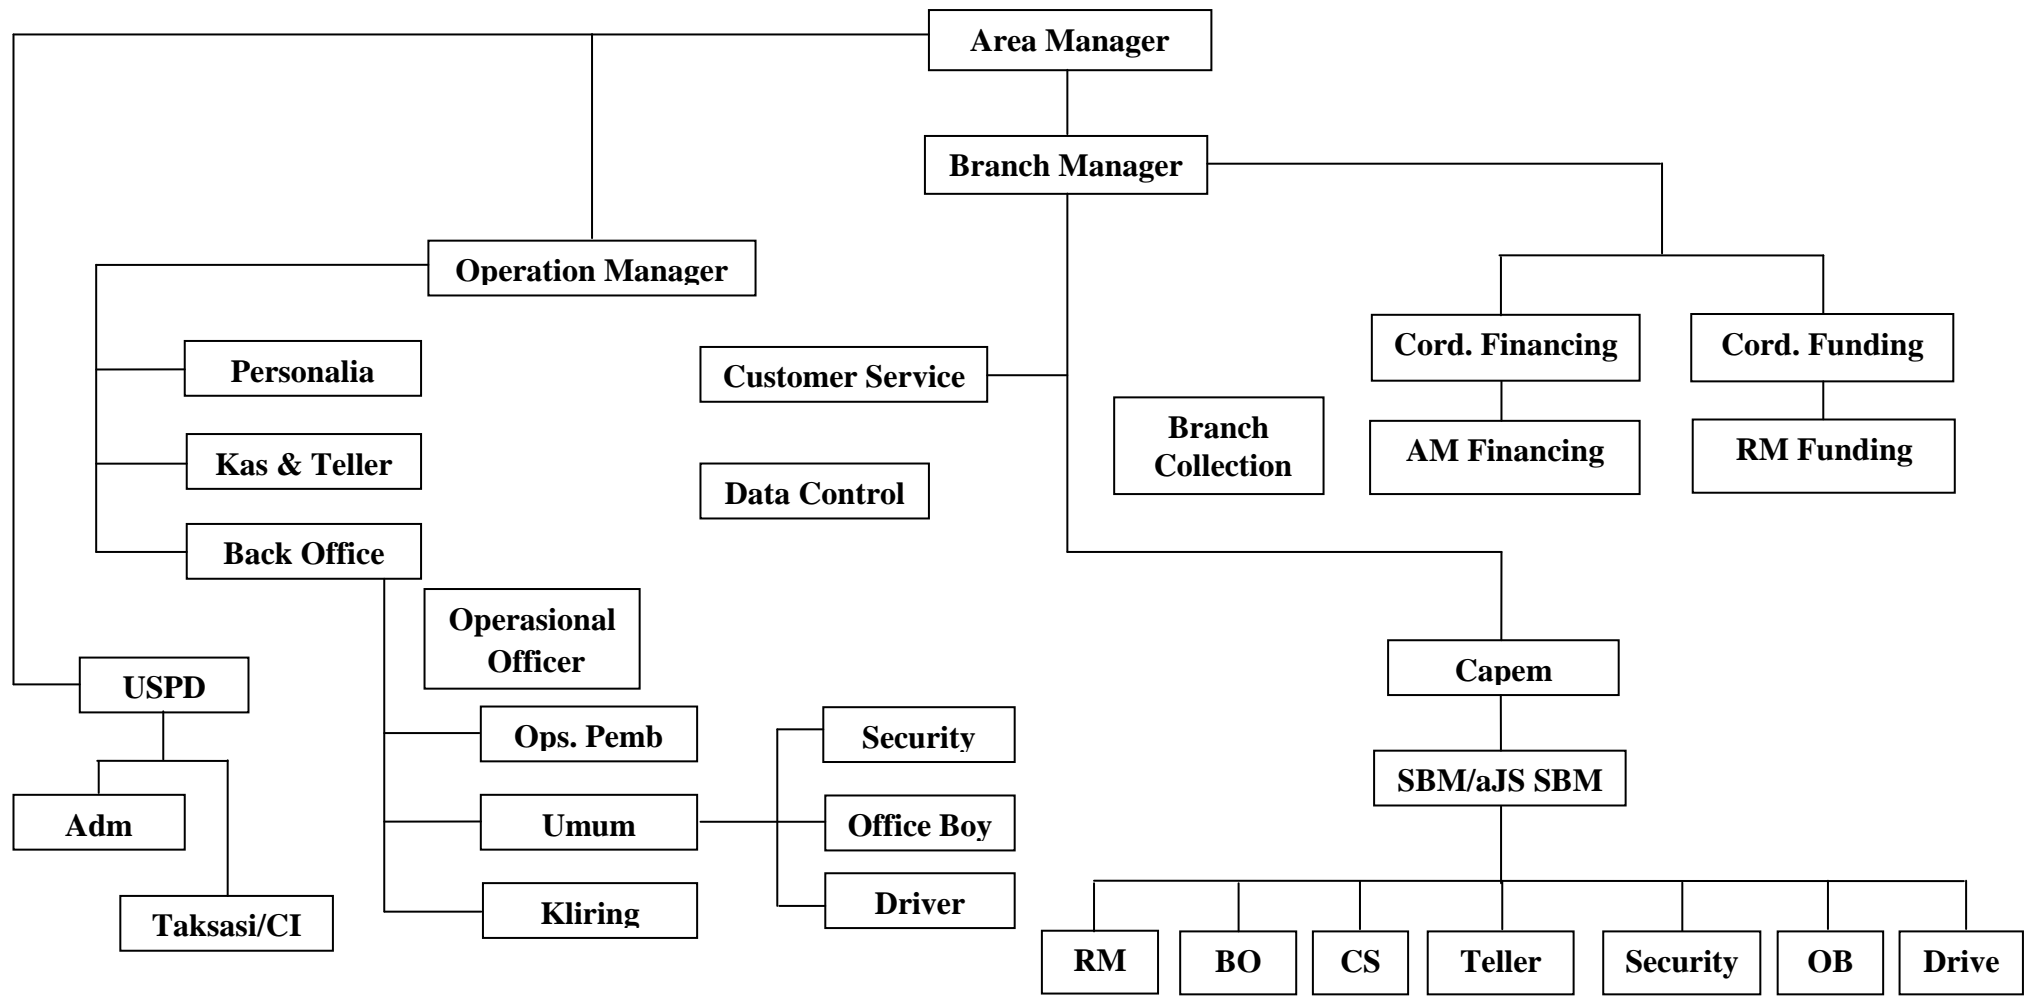 Area Manager
Branch Manager
Operation Manager
Cord. Financing
Cord. Funding
Personalia
Customer Service
Branch
Collection
AM Financing
RM Funding
Kas & Teller
Data Control
Back Office
Operasional
Officer
Capem
USPD
Ops. Pemb
Security
SBM/aJS SBM
Adm
Umum
Office Boy
Taksasi/CI
Kliring
Driver
RM
BO
CS
Teller
Security
OB
Drive